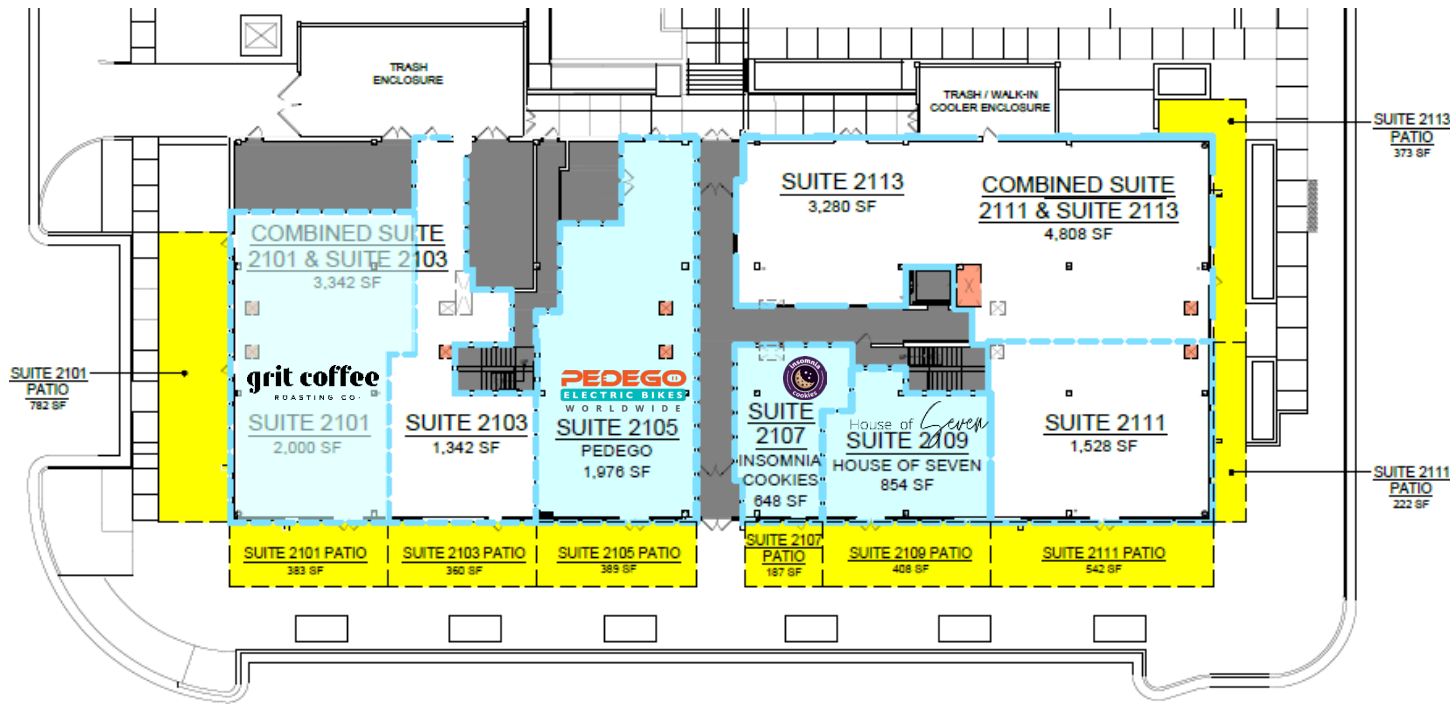 TRASH
ENCLOSURE
TRASH / WALK-IN
COOLER ENCLOSURE
SUITE 2113
PATIO
373 SF
COMBINED SUITE
2101 & SUITE 2103
3,342 SF
SUITE 2113
3,280 SF
COMBINED SUITE
2111 & SUITE 2113
4,808 SF
SUITE 2101
PATIO
782 SF
grit coffee
ROASTING CO.
SUITE 2101
2,000 SF
SUITE 2103
1,342 SF
PEDEGO
ELECTRIC BIKES
WORLDWIDE
SUITE 2105
PEDEGO
1,976 SF
insomnia
cookies
SUITE
2107
INSOMNIA
COOKIES
648 SF
House of Seven
SUITE 2109
HOUSE OF SEVEN
854 SF
SUITE 2111
1,528 SF
SUITE 2111
PATIO
222 SF
SUITE 2101 PATIO
383 SF
SUITE 2103 PATIO
360 SF
SUITE 2105 PATIO
389 SF
SUITE 2107
PATIO
187 SF
SUITE 2109 PATIO
408 SF
SUITE 2111 PATIO
542 SF